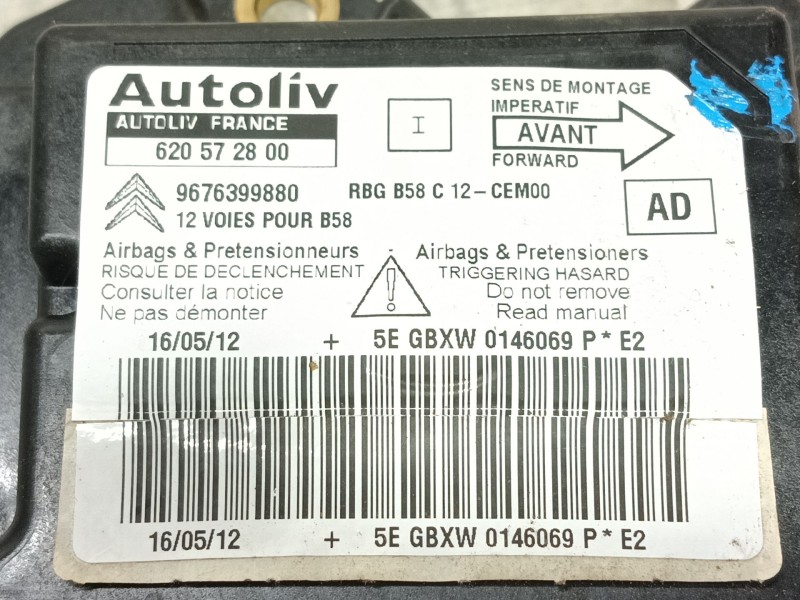 Autoliv
AUTOLIV FRANCE
620 57 28 00
I
SENS DE MONTAGE
IMPERATIF
AVANT
FORWARD
9676399880 RBG B58 C 12-CEM00
12 VOIES POUR B58
AD
Airbags & Pretensionneurs
RISQUE DE DECLENCHEMENT
Consulter la notice
Ne pas démonter
Airbags & Pretensioners
TRIGGERING HASARD
Do not remove
Read manual
16/05/12 + 5E GBXW 0146069 P* E2
16/05/12 + 5E GBXW 0146069 P* E2